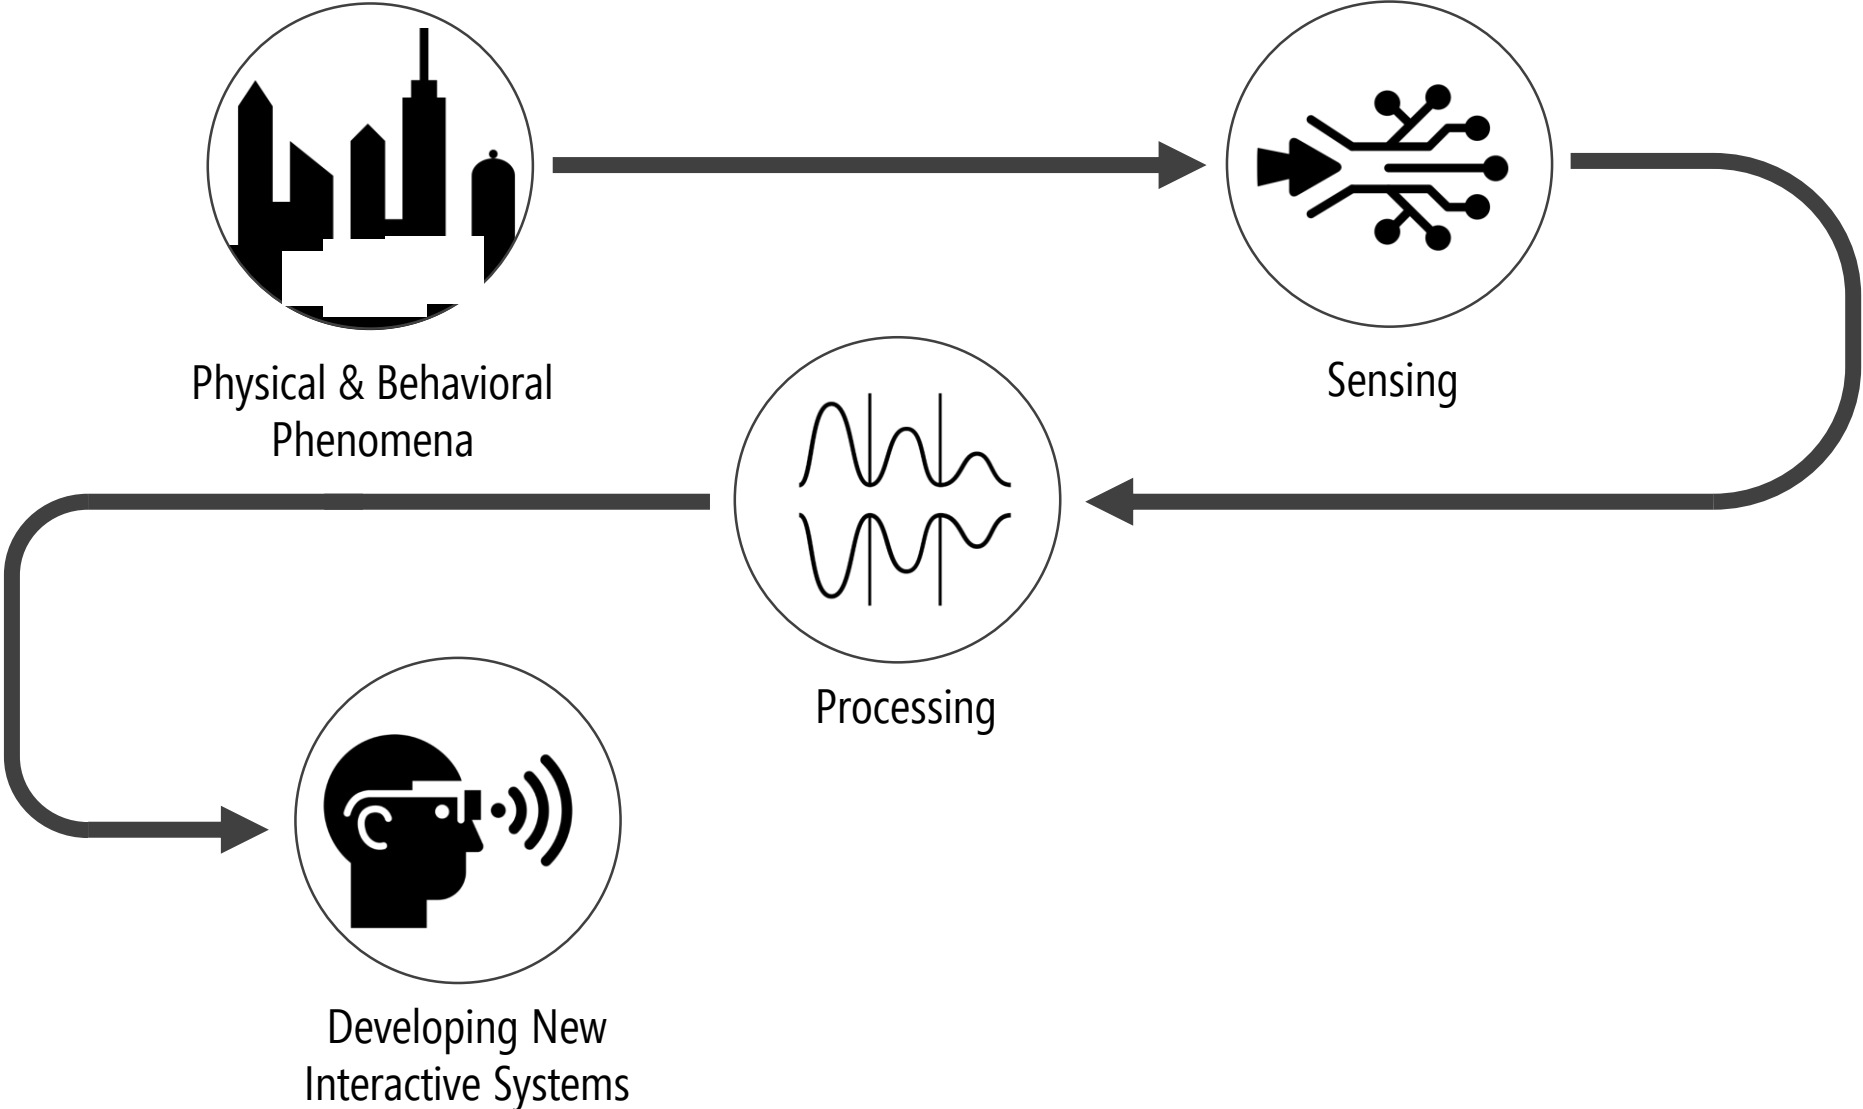 Physical & Behavioral
Phenomena
Sensing
Processing
Developing New
Interactive Systems